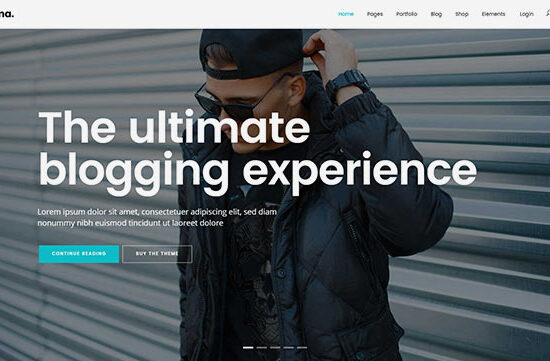 Home Pages Portfolio Blog Shop Elements Login
The ultimate
blogging experience
Lorem ipsum dolor sit amet, consectetuer adipiscing elit, sed diam
nonummy nibh euismod tincidunt ut laoreet dolore
CONTINUE READING BUY THE THEME